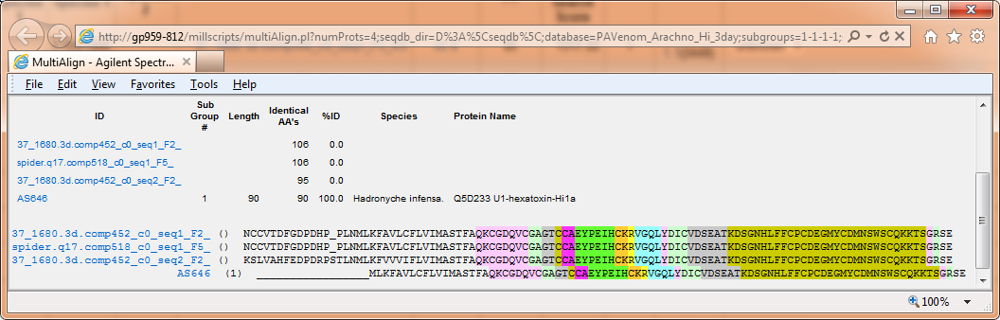 Score
http://gp959-812/millscripts/multiAlign.pl?numProts=4;seqdb_dir=D%3A%5Cseqdb%5C;database=PAVenom_Arachno_Hi_3day;subgroups=1-1-1-1;
MultiAlign - Agilent Spectr... ×
File Edit View Favorites Tools Help
ID Sub Group # Length Identical AA's %ID Species Protein Name
37_1680.3d.comp452_c0_seq1_F2_ 106 0.0
spider.q17.comp518_c0_seq1_F5_ 106 0.0
37_1680.3d.comp452_c0_seq2_F2_ 95 0.0
AS646 1 90 90 100.0 Hadronyche infensa. Q5D233 U1-hexatoxin-Hi1a
37_1680.3d.comp452_c0_seq1_F2_ () NCCVTDFGDPDHP_PLNMLKFAVLCFLVIMASTFAQKCGDQVCGAGTCCAEYPEIHCKRVGQLYDICVDSEATKDSGNHLFFCPCDEGMYCDMNSWSCQKKTSGRSE
spider.q17.comp518_c0_seq1_F5_ () NCCVTDFGDPDHP_PLNMLKFAVLCFLVIMASTFAQKCGDQVCGAGTCCAEYPEIHCKRVGQLYDICVDSEATKDSGNHLFFCPCDEGMYCDMNSWSCQKKTSGRSE
37_1680.3d.comp452_c0_seq2_F2_ () KSLVAHFEDPDRPSTLNMLKFVVVIFLVIMASTFAQKCGDQVCGAGTCCAEYPEIHCKRVGQLYDICVDSEATKDSGNHLFFCPCDEGMYCDMNSWSCQKKTSGRSE
AS646 (1) __________________MLKFAVLCFLVIMASTFAQKCGDQVCGAGTCCAEYPEIHCKRVGQLYDICVDSEATKDSGNHLFFCPCDEGMYCDMNSWSCQKKTSGRSE
100%